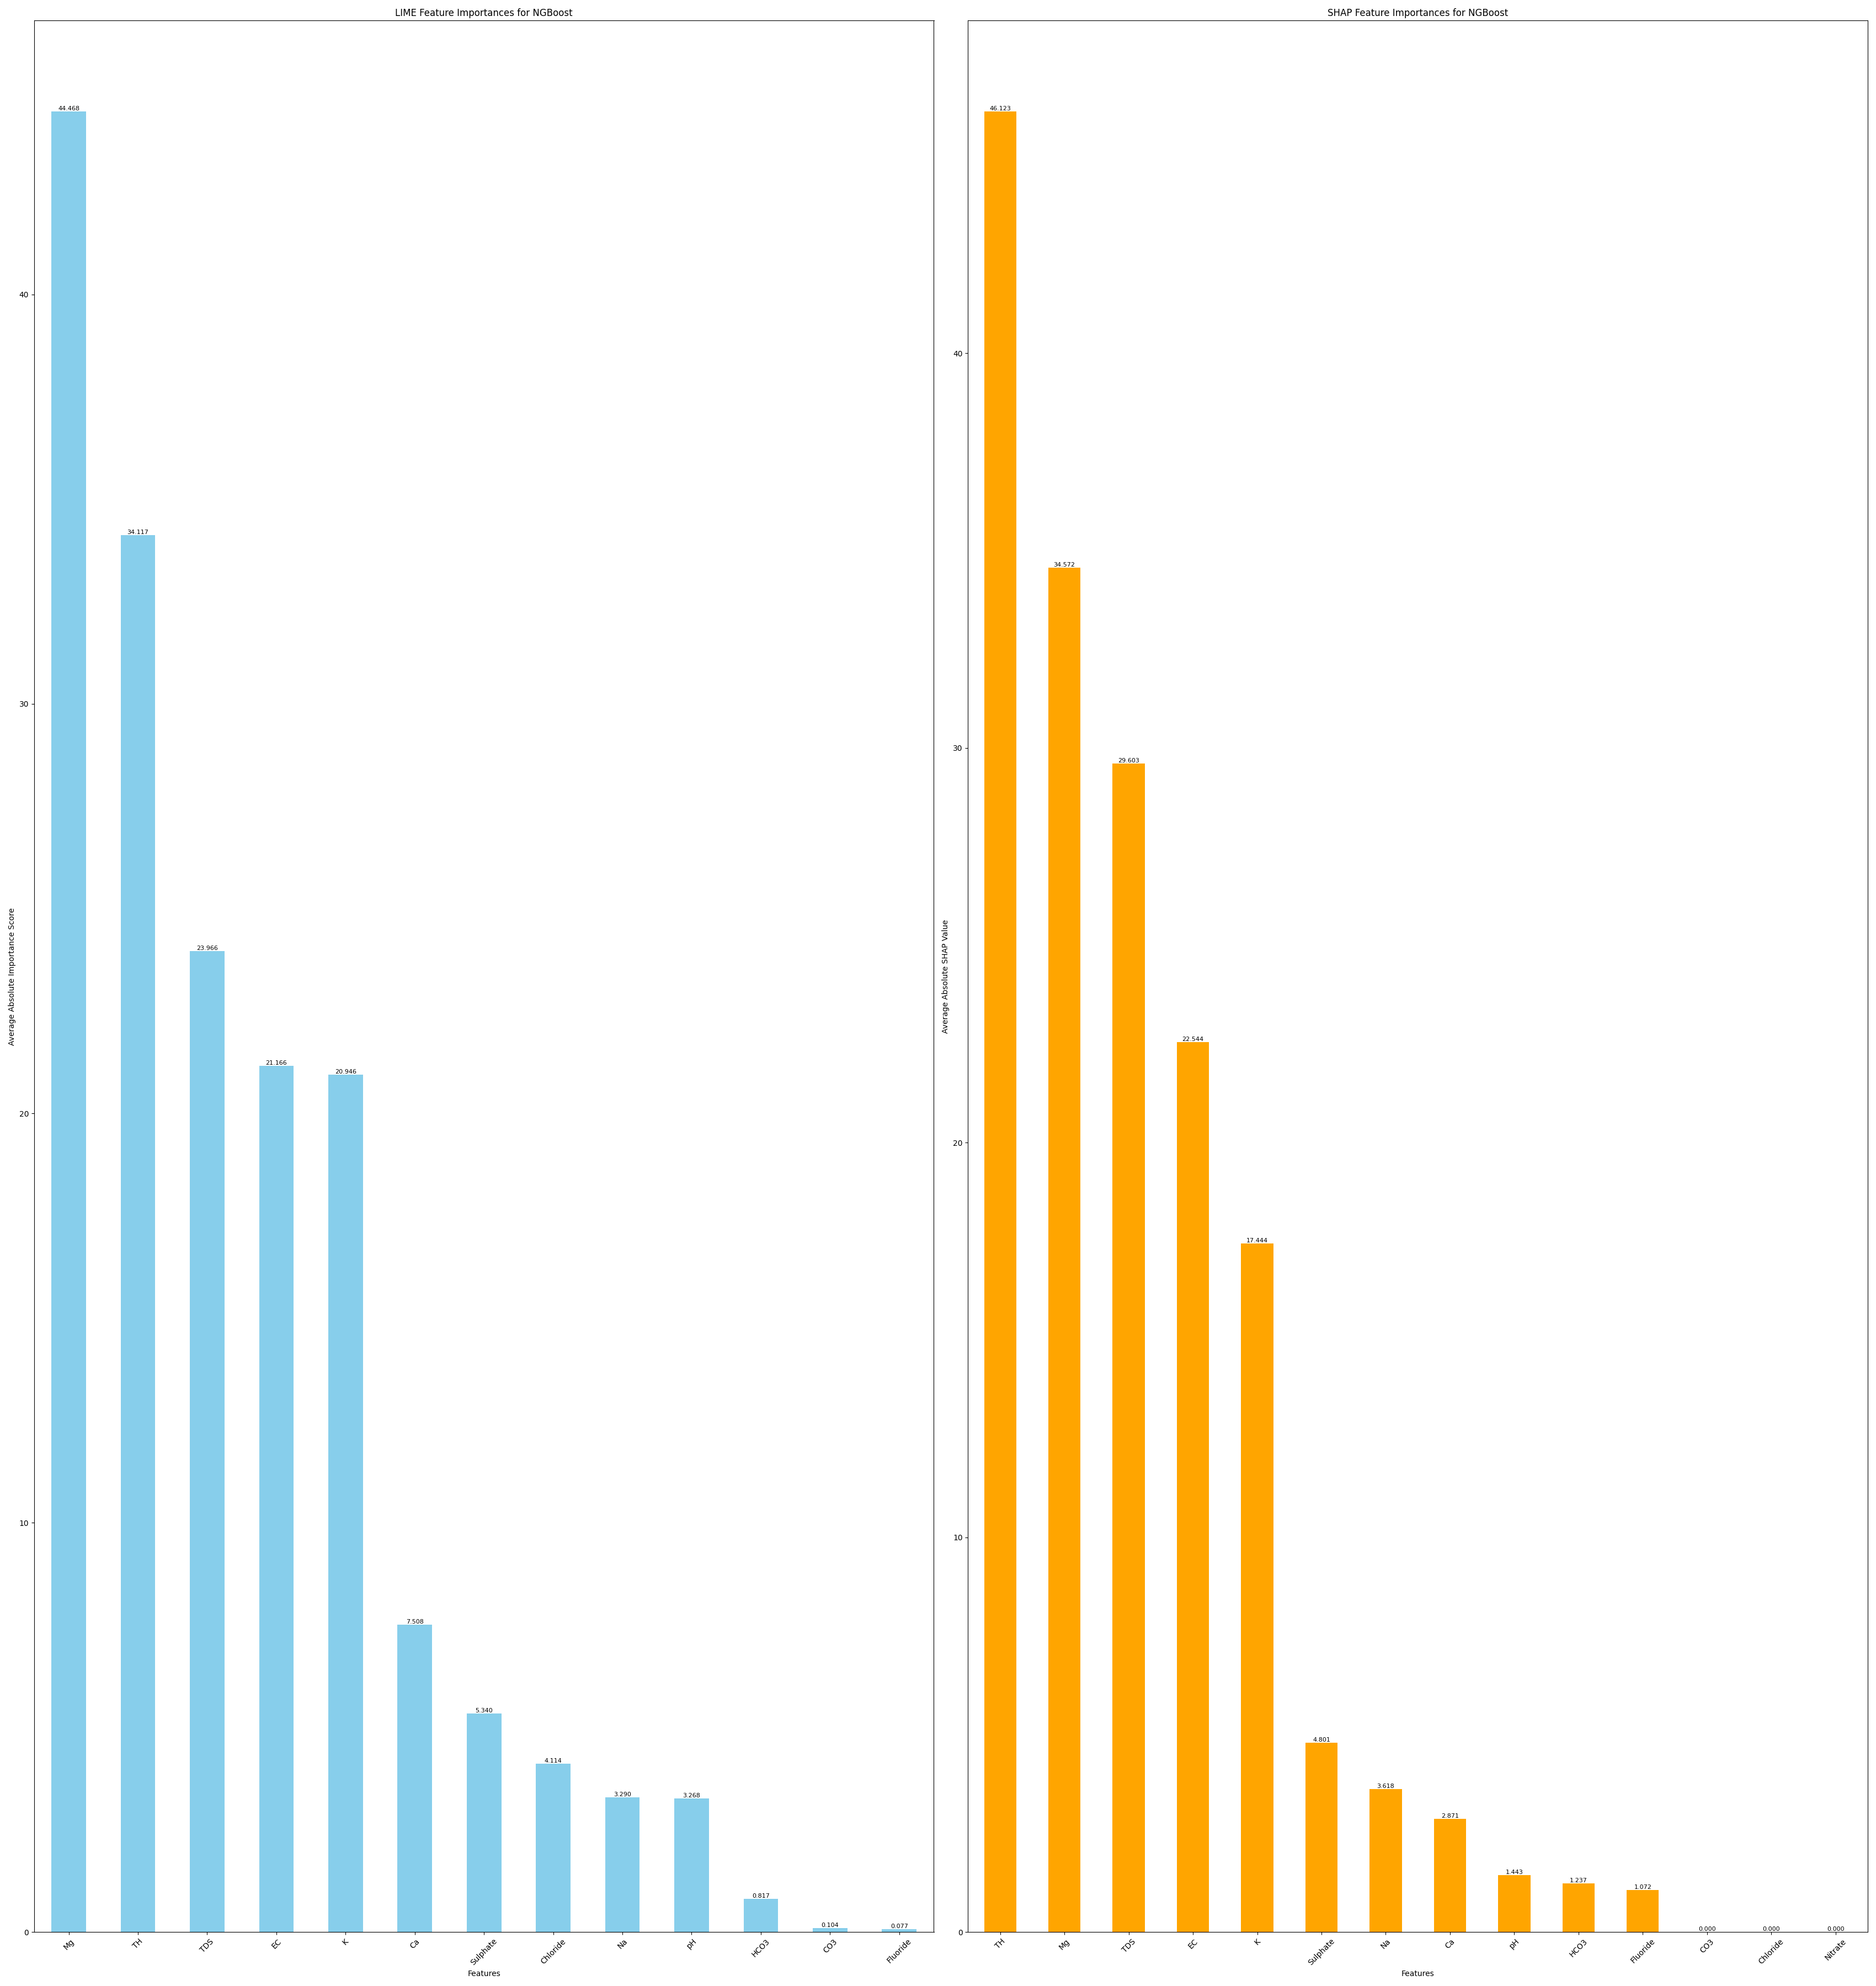 LIME Feature Importances for NGBoost
Average Absolute Importance Score
40
30
20
10
0
44.468
34.117
23.966
21.166
20.946
7.508
5.340
4.114
3.290
3.268
0.817
0.104
0.077
Mg
TH
TDS
EC
K
Ca
Sulphate
Chloride
Na
pH
HCO3
CO3
Fluoride
Features
SHAP Feature Importances for NGBoost
Average Absolute SHAP Value
40
30
20
10
0
46.123
34.572
29.603
22.544
17.444
4.801
3.618
2.871
1.443
1.237
1.072
0.000
0.000
0.000
TH
Mg
TDS
EC
K
Sulphate
Na
Ca
pH
HCO3
Fluoride
CO3
Chloride
Nitrate
Features